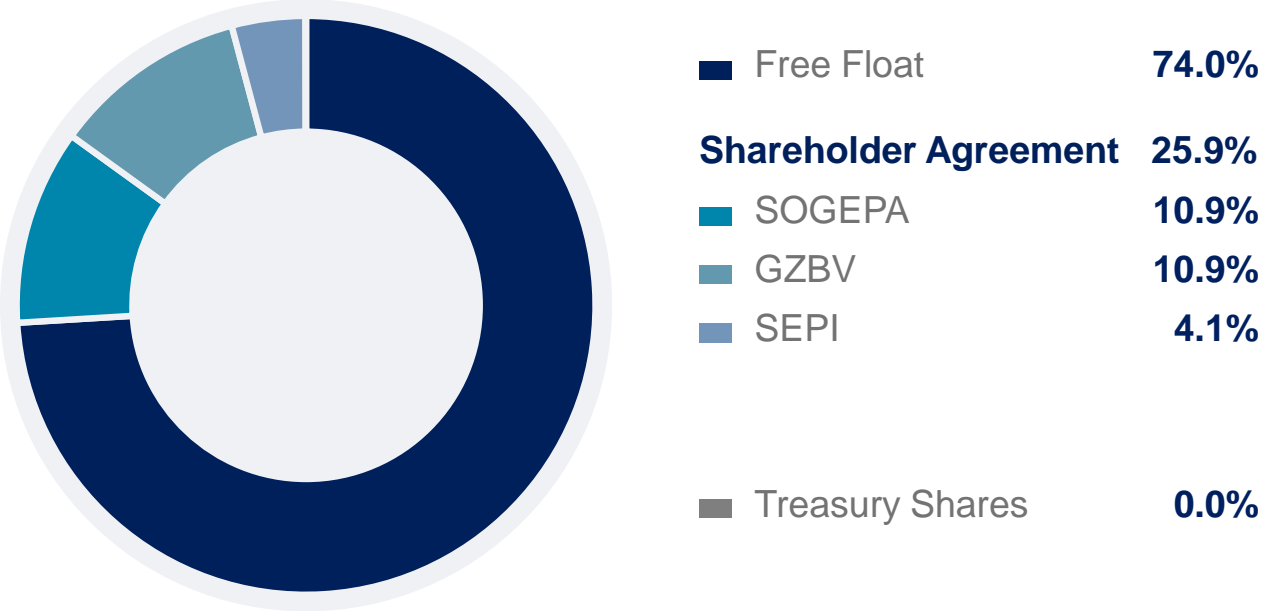 Free Float 74.0%
Shareholder Agreement 25.9%
SOGEPA 10.9%
GZBV 10.9%
SEPI 4.1%
Treasury Shares 0.0%